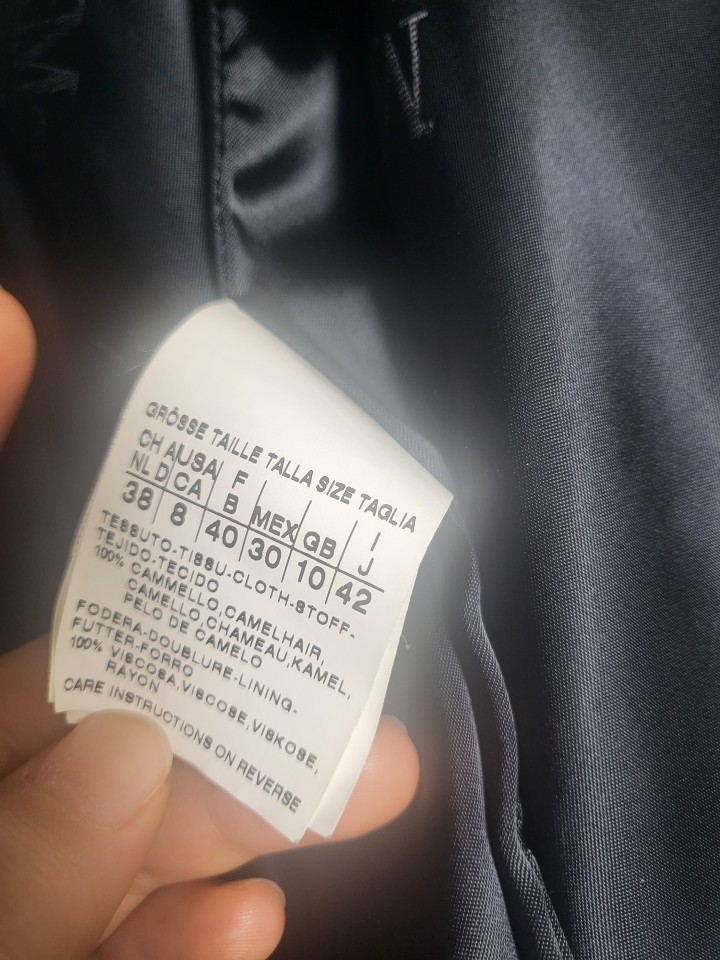 GRÖSSE TAILLE TALLA SIZE TAGLIA
CH A USA F I
NL D CA B MEX GB J
38 8 40 30 10 42
TESSUTO-TISSU-CLOTH-STOFF-
TEJIDO-TECIDO
100% CAMMELLO,CAMELHAIR,
CAMELLO,CHAMEAU,KAMEL,
PELO DE CAMELO
FODERA-DOUBLURE-LINING-
FUTTER-FORRO
100% VISCOSA,VISCOSE,VISKOSE,
RAYON
CARE INSTRUCTIONS ON REVERSE